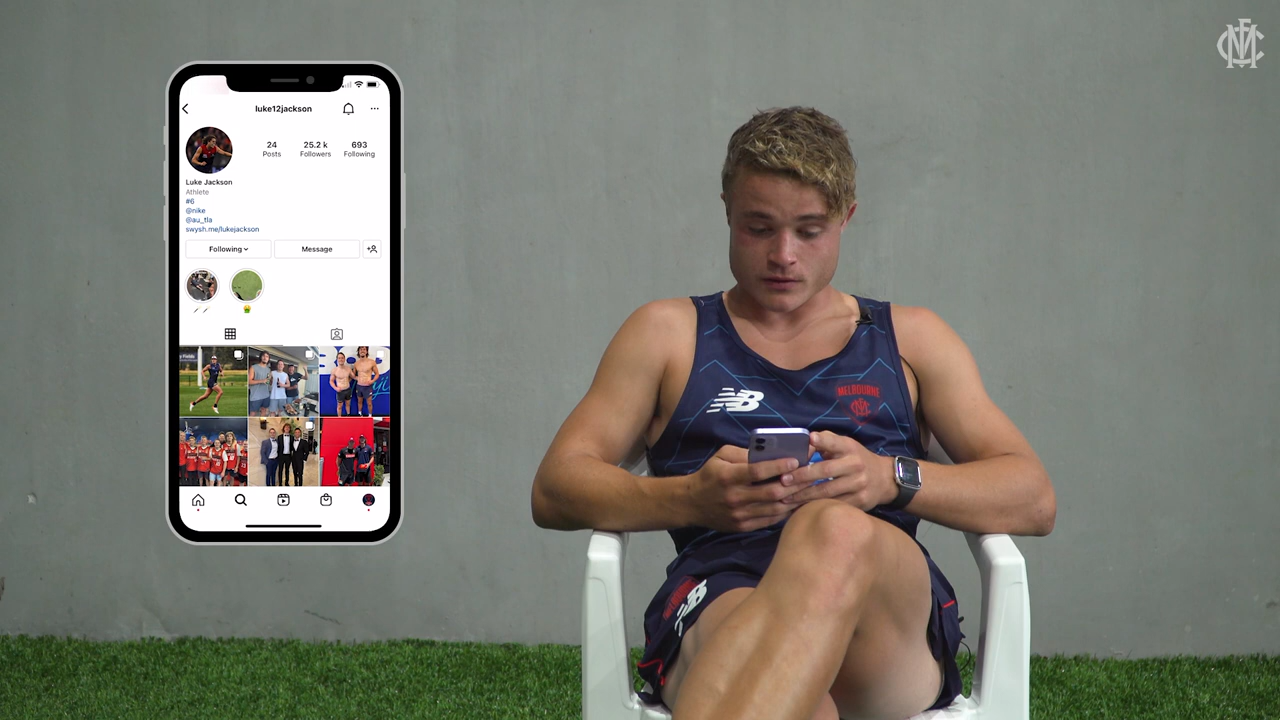 luke12jackson
24
25.2 k
693
Posts
Followers
Following
Luke Jackson
Athlete
#6
@nike
@au_tla
swysh.me/lukejackson
Following
Message
MELBOURNE
NB